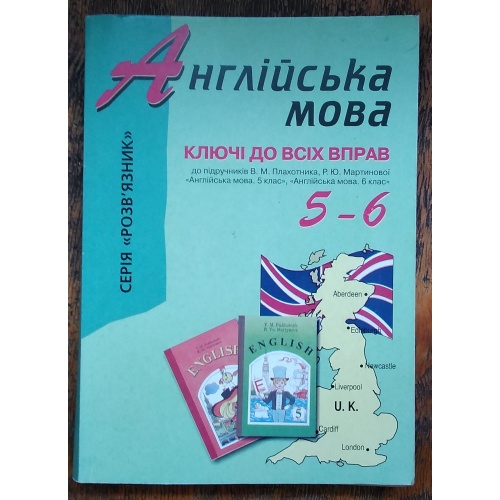 Англійська
мова
КЛЮЧІ ДО ВСІХ ВПРАВ
до підручників В. М. Плахотника, Р. Ю. Мартинової
«Англійська мова. 5 клас», «Англійська мова. 6 клас»
5-6
СЕРІЯ «РОЗВ'ЯЗНИК»
Aberdeen
Edinburgh
Newcastle
Liverpool
U. K.
Cardiff
London
ENGLISH
ENGLISH
5